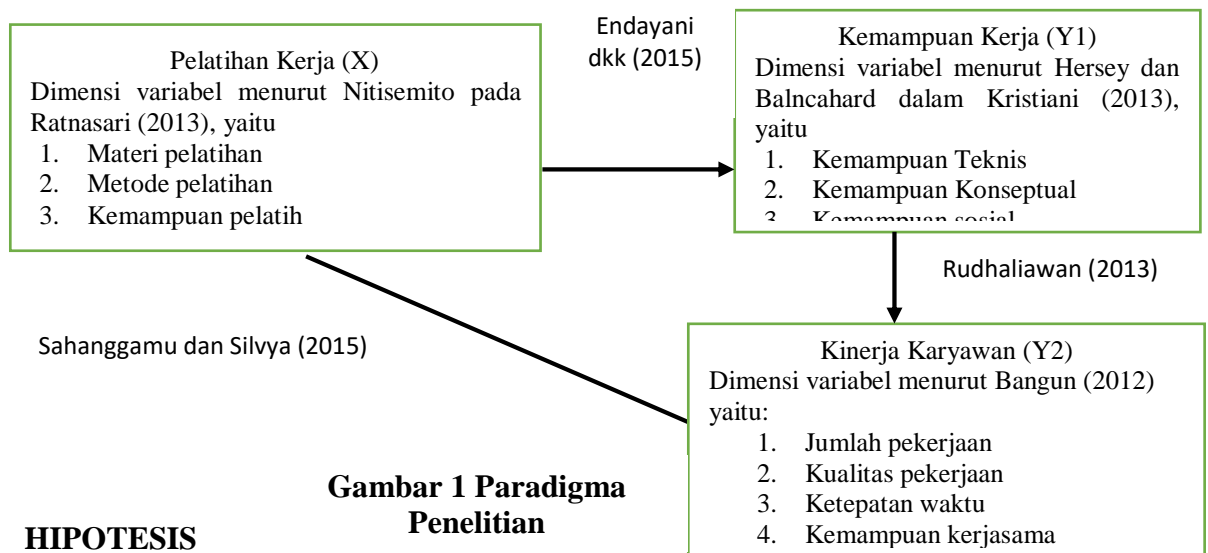 Pelatihan Kerja (X)
Dimensi variabel menurut Nitisemito pada
Ratnasari (2013), yaitu
1. Materi pelatihan
2. Metode pelatihan
3. Kemampuan pelatih
Endayani
dkk (2015)
Kemampuan Kerja (Y1)
Dimensi variabel menurut Hersey dan
Balncahard dalam Kristiani (2013),
yaitu
1. Kemampuan Teknis
2. Kemampuan Konseptual
3. Kemampuan sosial
Rudhaliawan (2013)
Sahanggamu dan Silvya (2015)
Kinerja Karyawan (Y2)
Dimensi variabel menurut Bangun (2012)
yaitu:
1. Jumlah pekerjaan
2. Kualitas pekerjaan
3. Ketepatan waktu
4. Kemampuan kerjasama
Gambar 1 Paradigma
Penelitian
HIPOTESIS